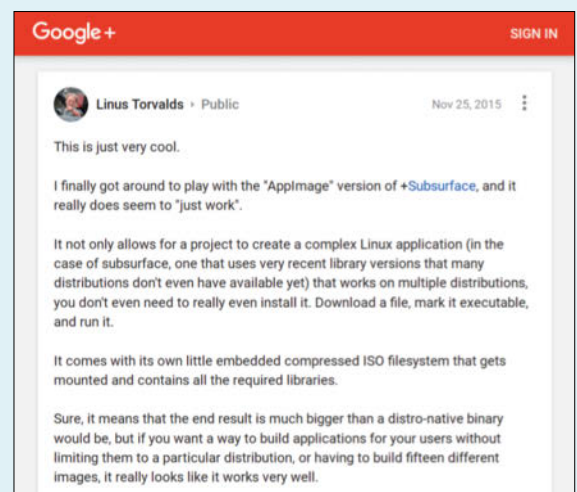 Google+
SIGN IN
Linus Torvalds ▸ Public
Nov 25, 2015
This is just very cool.
I finally got around to play with the "AppImage" version of +Subsurface, and it
really does seem to "just work".
It not only allows for a project to create a complex Linux application (in the
case of subsurface, one that uses very recent library versions that many
distributions don't even have available yet) that works on multiple distributions,
you don't even need to really even install it. Download a file, mark it executable,
and run it.
It comes with its own little embedded compressed ISO filesystem that gets
mounted and contains all the required libraries.
Sure, it means that the end result is much bigger than a distro-native binary
would be, but if you want a way to build applications for your users without
limiting them to a particular distribution, or having to build fifteen different
images, it really looks like it works very well.